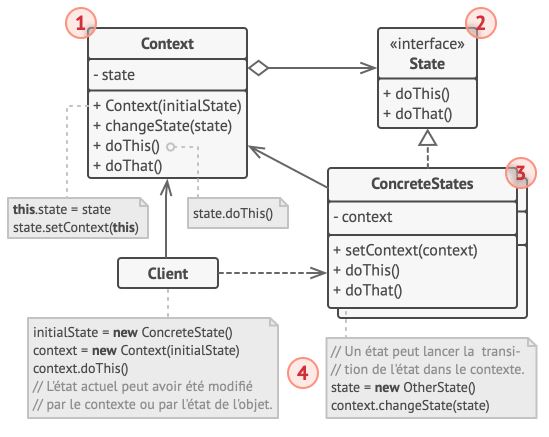 1
Context
- state
+ Context(initialState)
+ changeState(state)
+ doThis()
+ doThat()
2
«interface»
State
+ doThis()
+ doThat()
this.state = state
state.setContext(this)
state.doThis()
3
ConcreteStates
- context
+ setContext(context)
+ doThis()
+ doThat()
Client
initialState = new ConcreteState()
context = new Context(initialState)
context.doThis()
// L'état actuel peut avoir été modifié
// par le contexte ou par l'état de l'objet.
4
// Un état peut lancer la transi-
// tion de l'état dans le contexte.
state = new OtherState()
context.changeState(state)